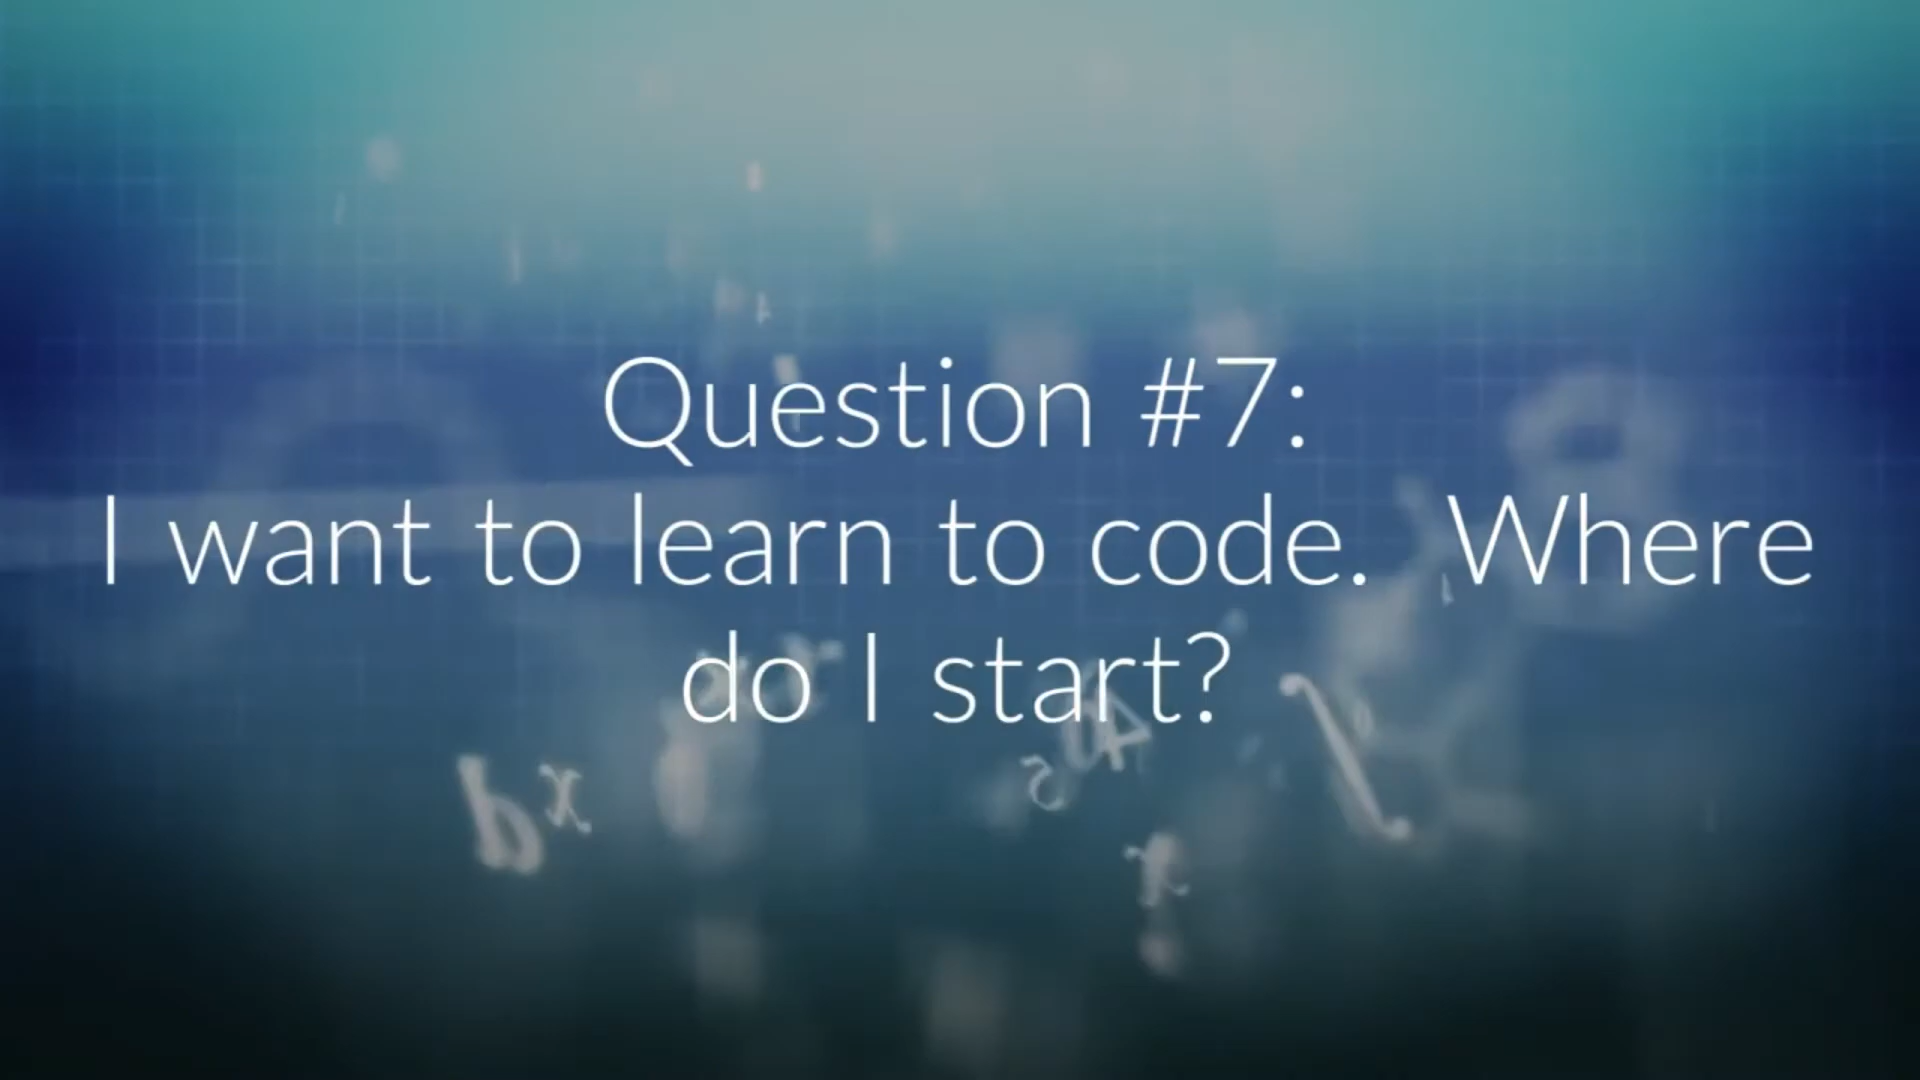 Question #7:
I want to learn to code.  Where
do I start?
b x